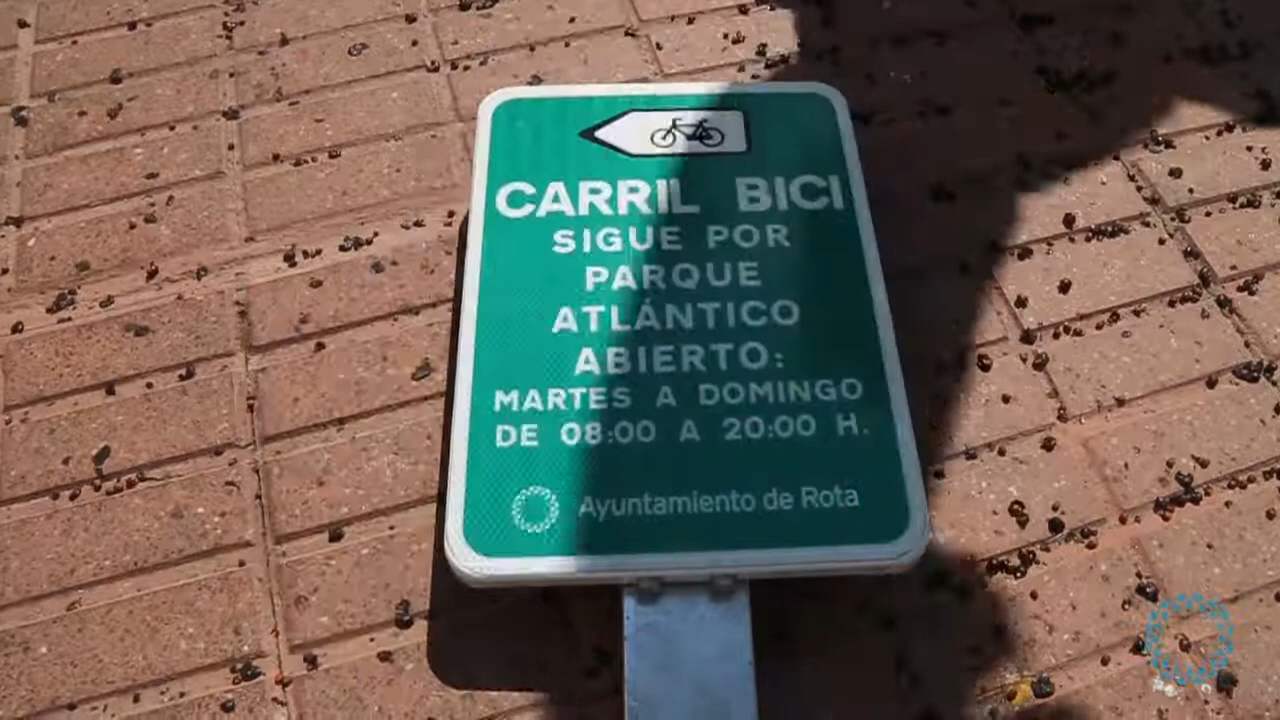 CARRIL BICI
SIGUE POR
PARQUE
ATLÁNTICO
ABIERTO:
MARTES A DOMINGO
DE 08:00 A 20:00 H.
Ayuntamiento de Rota